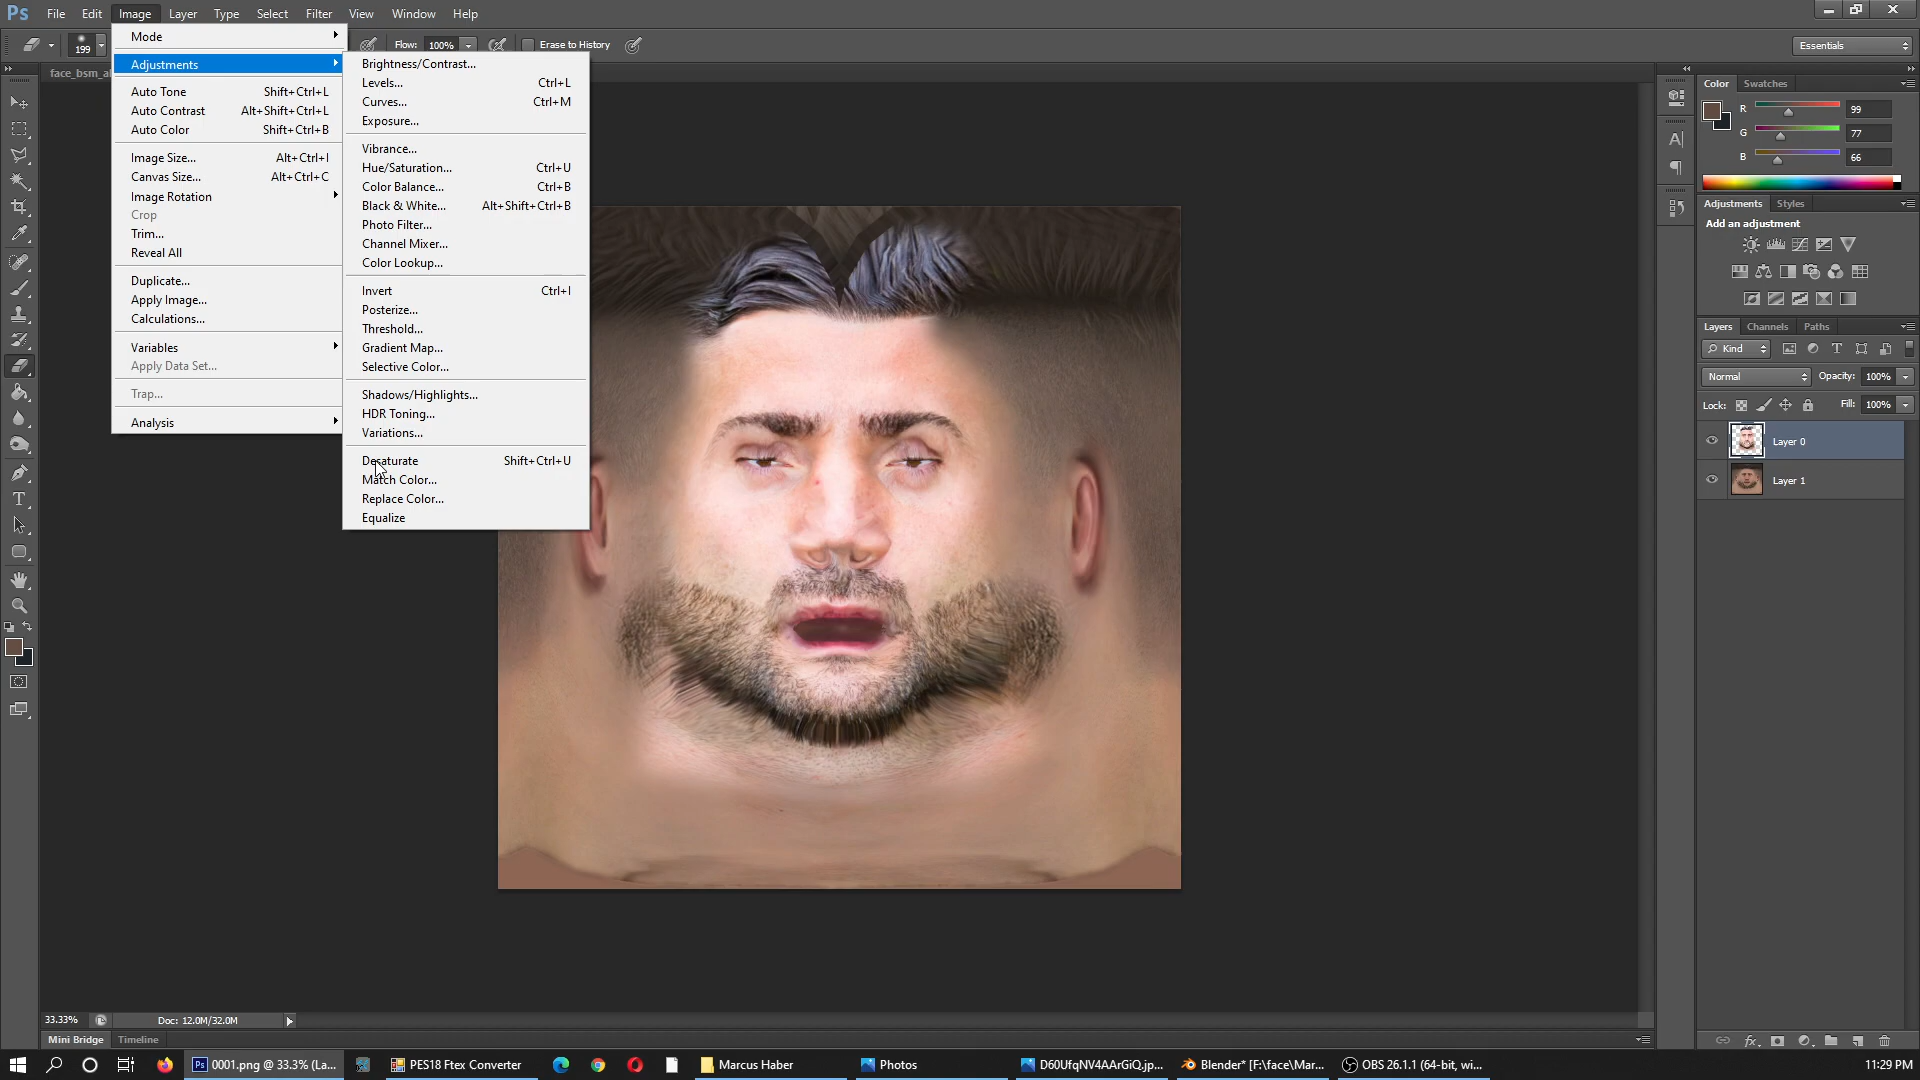 Ps File Edit Image Layer Type Select Filter View Window Help
199 Flow: 100% Erase to History Essentials
face_bsm_al
Mode
Adjustments
Auto Tone Shift+Ctrl+L
Auto Contrast Alt+Shift+Ctrl+L
Auto Color Shift+Ctrl+B
Image Size... Alt+Ctrl+I
Canvas Size... Alt+Ctrl+C
Image Rotation
Crop
Trim...
Reveal All
Duplicate...
Apply Image...
Calculations...
Variables
Apply Data Set...
Trap...
Analysis
Brightness/Contrast...
Levels... Ctrl+L
Curves... Ctrl+M
Exposure...
Vibrance...
Hue/Saturation... Ctrl+U
Color Balance... Ctrl+B
Black & White... Alt+Shift+Ctrl+B
Photo Filter...
Channel Mixer...
Color Lookup...
Invert Ctrl+I
Posterize...
Threshold...
Gradient Map...
Selective Color...
Shadows/Highlights...
HDR Toning...
Variations...
Desaturate Shift+Ctrl+U
Match Color...
Replace Color...
Equalize
Color Swatches
R 99
G 77
B 66
Adjustments Styles
Add an adjustment
Layers Channels Paths
Kind
Normal Opacity: 100%
Lock: Fill: 100%
Layer 0
Layer 1
33.33% Doc: 12.0M/32.0M
Mini Bridge Timeline
0001.png @ 33.3% (La... PES18 Ftex Converter Marcus Haber Photos D60UfqNV4AArGiQ.jp... Blender* [F:\face\Mar... OBS 26.1.1 (64-bit, wi... 11:29 PM